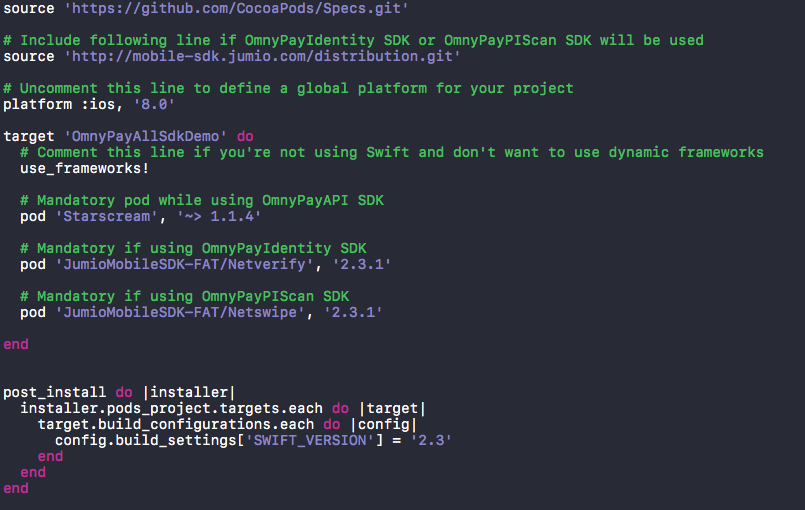 source 'https://github.com/CocoaPods/Specs.git'
# Include following line if OmnyPayIdentity SDK or OmnyPayPIScan SDK will be used
source 'http://mobile-sdk.jumio.com/distribution.git'
# Uncomment this line to define a global platform for your project
platform :ios, '8.0'
target 'OmnyPayAllSdkDemo' do
  # Comment this line if you're not using Swift and don't want to use dynamic frameworks
  use_frameworks!
  # Mandatory pod while using OmnyPayAPI SDK
  pod 'Starscream', '~> 1.1.4'
  # Mandatory if using OmnyPayIdentity SDK
  pod 'JumioMobileSDK-FAT/Netverify', '2.3.1'
  # Mandatory if using OmnyPayPIScan SDK
  pod 'JumioMobileSDK-FAT/Netswipe', '2.3.1'
end
post_install do |installer|
  installer.pods_project.targets.each do |target|
    target.build_configurations.each do |config|
      config.build_settings['SWIFT_VERSION'] = '2.3'
    end
  end
end